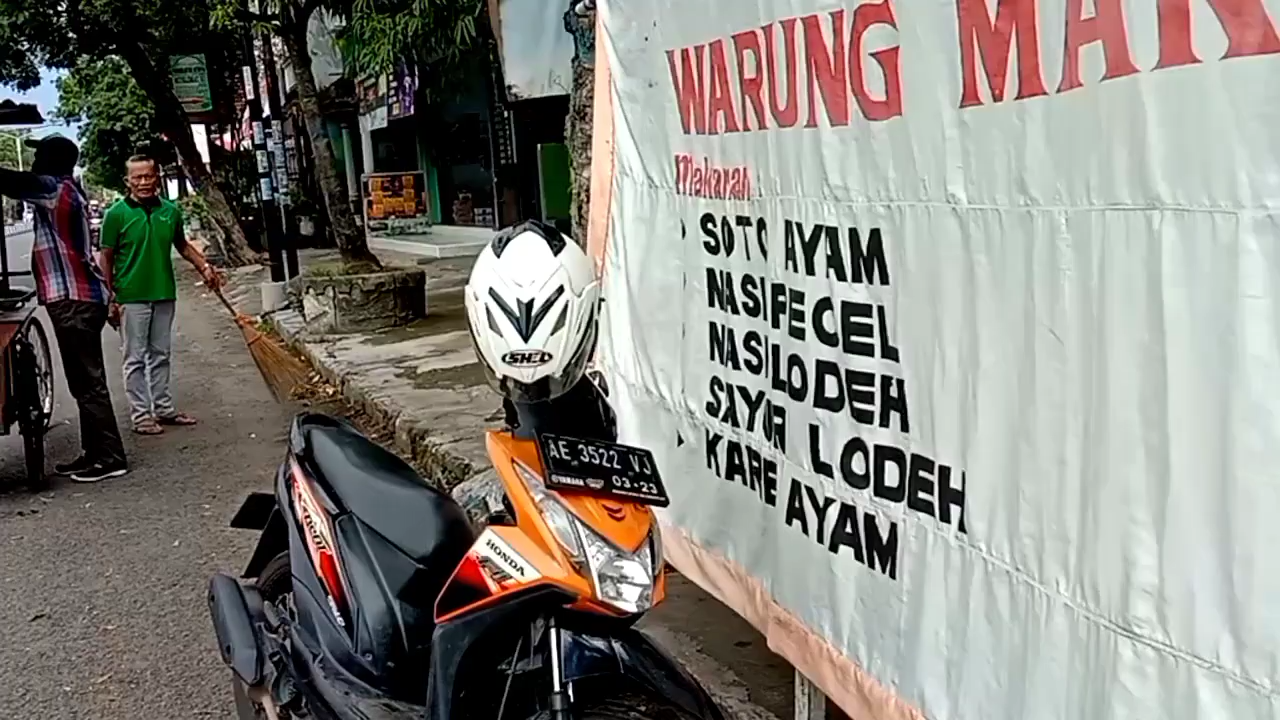 WARUNG MAK
Makanan
SOTO AYAM
NASI PECEL
NASI LODEH
SAYUR LODEH
KARE AYAM
AE 3522 VJ
YAMAHA 03-23
HONDA